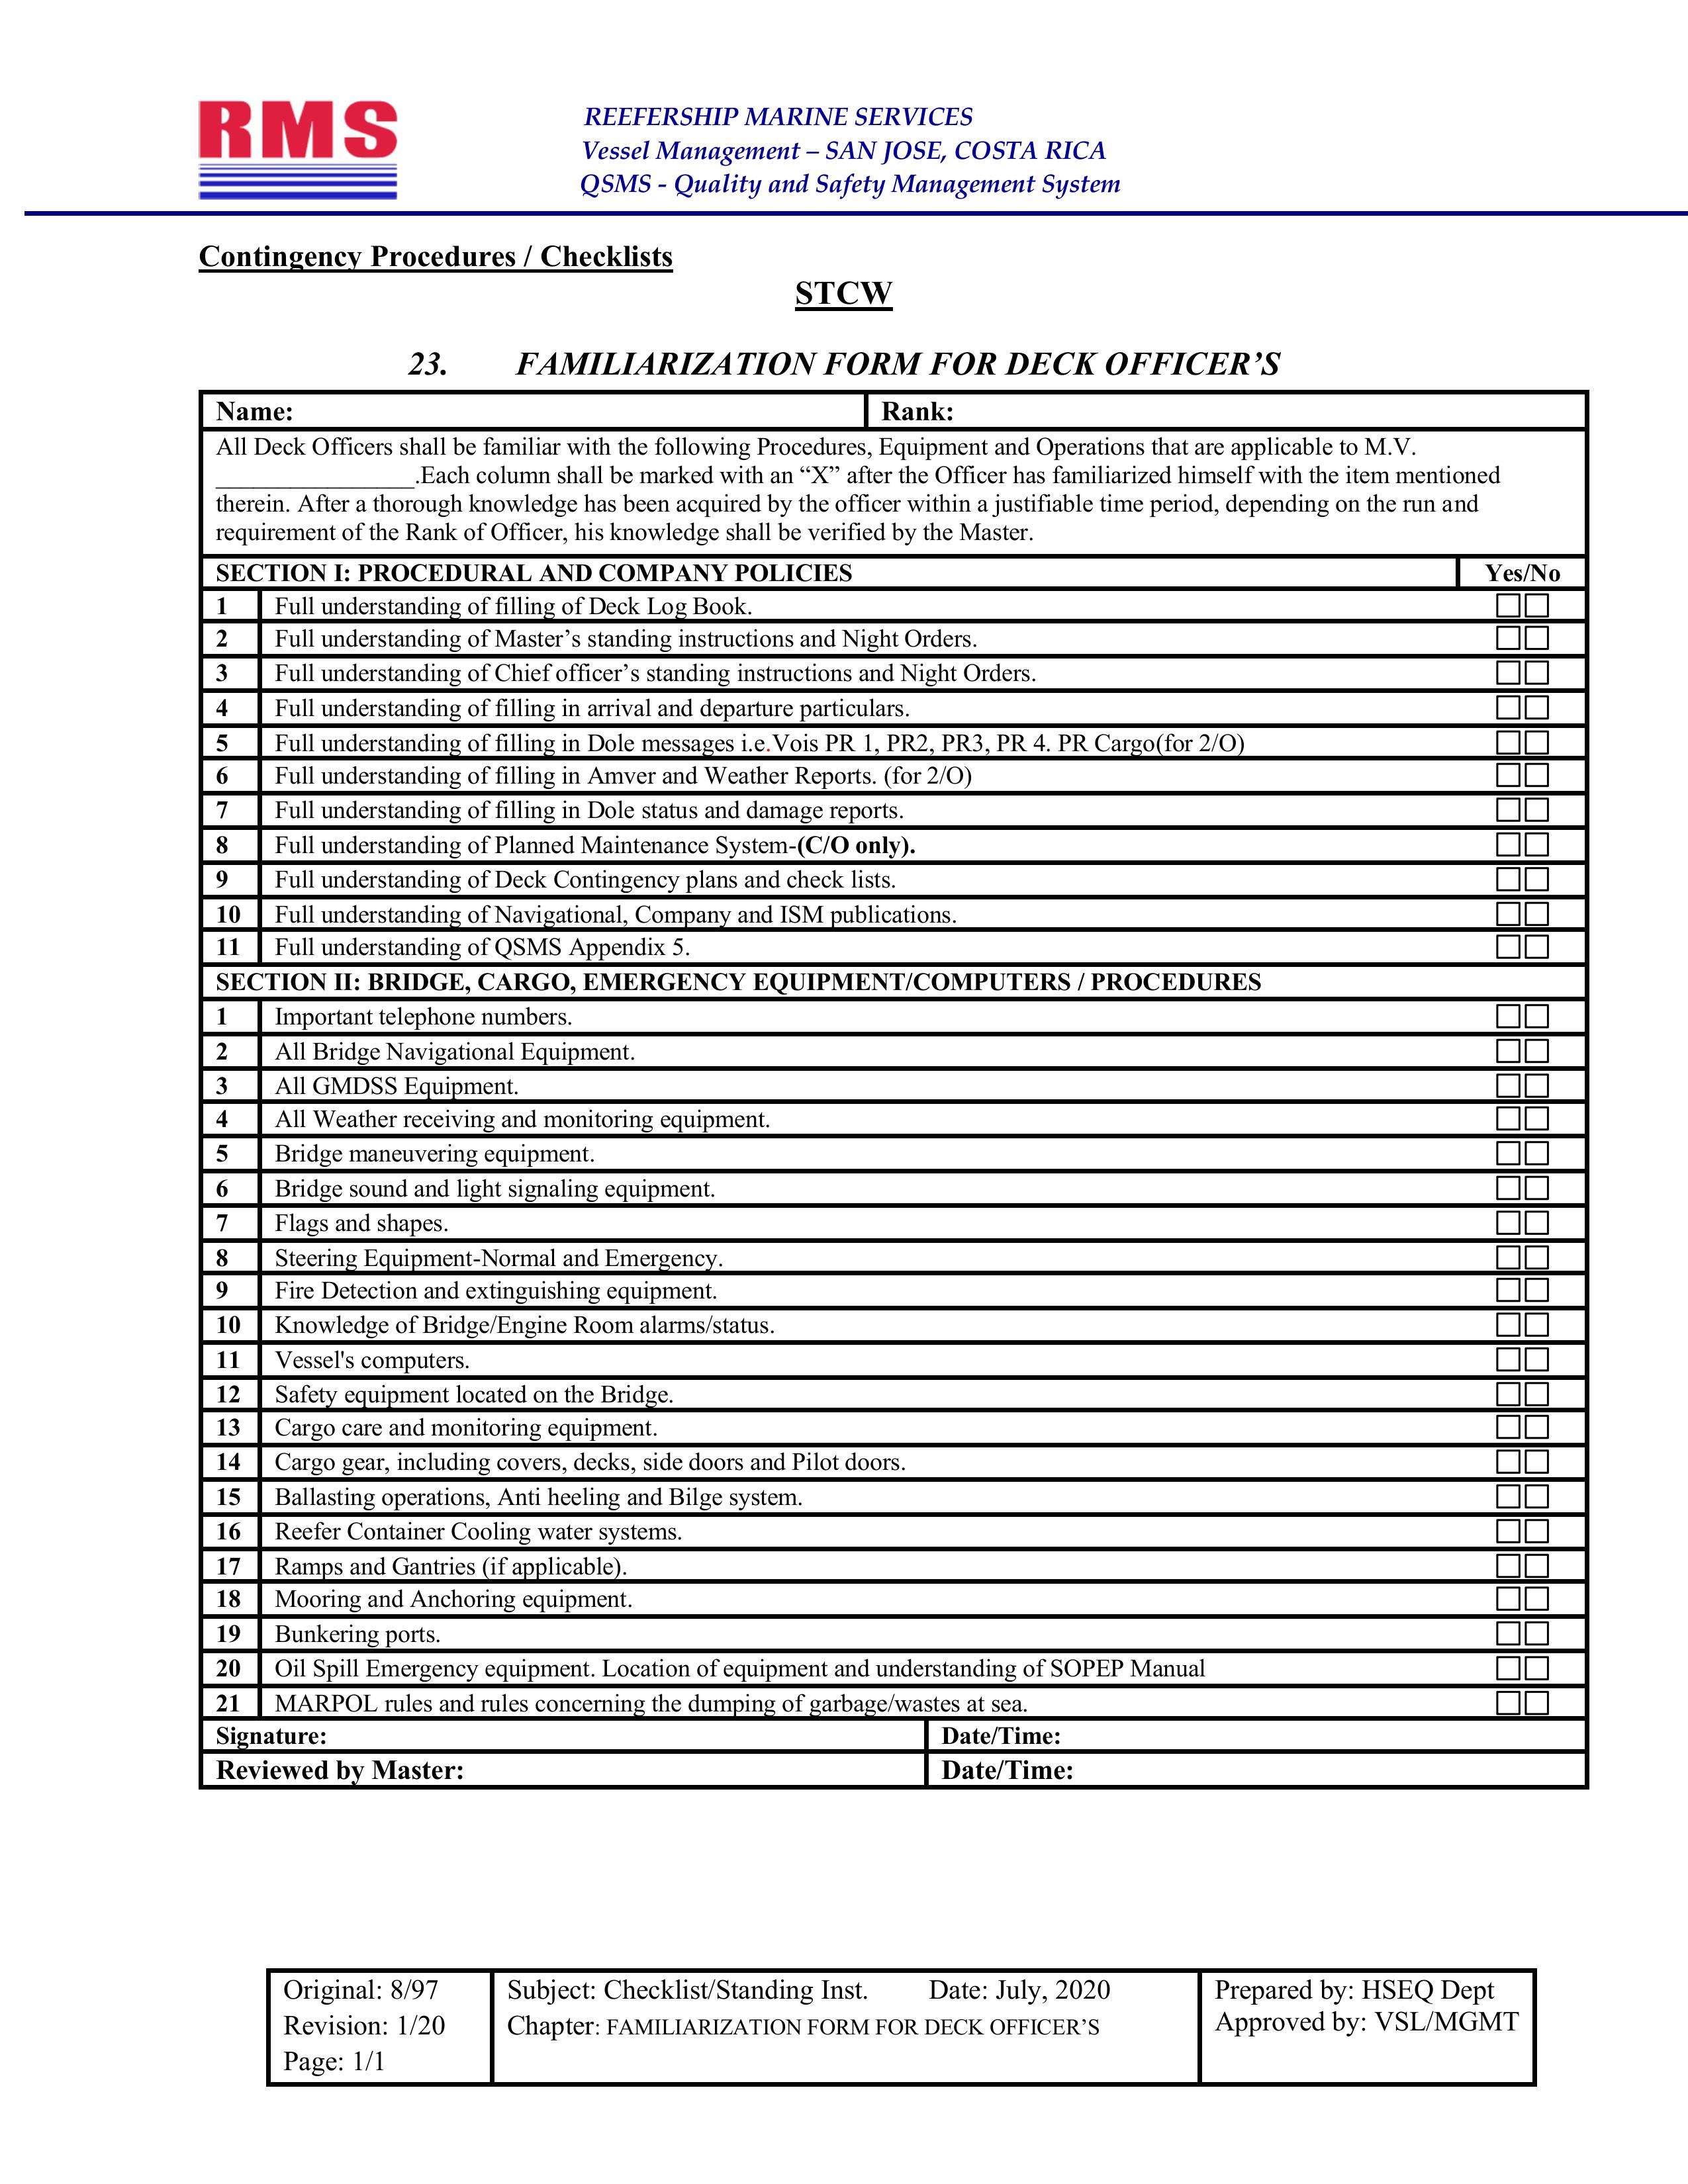 RMS
REEFERSHIP MARINE SERVICES
Vessel Management – SAN JOSE, COSTA RICA
QSMS - Quality and Safety Management System
Contingency Procedures / Checklists
STCW
23. FAMILIARIZATION FORM FOR DECK OFFICER’S
Name: Rank:
All Deck Officers shall be familiar with the following Procedures, Equipment and Operations that are applicable to M.V.
________________.Each column shall be marked with an “X” after the Officer has familiarized himself with the item mentioned
therein. After a thorough knowledge has been acquired by the officer within a justifiable time period, depending on the run and
requirement of the Rank of Officer, his knowledge shall be verified by the Master.
SECTION I: PROCEDURAL AND COMPANY POLICIES Yes/No
1 Full understanding of filling of Deck Log Book.
2 Full understanding of Master’s standing instructions and Night Orders.
3 Full understanding of Chief officer’s standing instructions and Night Orders.
4 Full understanding of filling in arrival and departure particulars.
5 Full understanding of filling in Dole messages i.e.Vois PR 1, PR2, PR3, PR 4. PR Cargo(for 2/O)
6 Full understanding of filling in Amver and Weather Reports. (for 2/O)
7 Full understanding of filling in Dole status and damage reports.
8 Full understanding of Planned Maintenance System-(C/O only).
9 Full understanding of Deck Contingency plans and check lists.
10 Full understanding of Navigational, Company and ISM publications.
11 Full understanding of QSMS Appendix 5.
SECTION II: BRIDGE, CARGO, EMERGENCY EQUIPMENT/COMPUTERS / PROCEDURES
1 Important telephone numbers.
2 All Bridge Navigational Equipment.
3 All GMDSS Equipment.
4 All Weather receiving and monitoring equipment.
5 Bridge maneuvering equipment.
6 Bridge sound and light signaling equipment.
7 Flags and shapes.
8 Steering Equipment-Normal and Emergency.
9 Fire Detection and extinguishing equipment.
10 Knowledge of Bridge/Engine Room alarms/status.
11 Vessel's computers.
12 Safety equipment located on the Bridge.
13 Cargo care and monitoring equipment.
14 Cargo gear, including covers, decks, side doors and Pilot doors.
15 Ballasting operations, Anti heeling and Bilge system.
16 Reefer Container Cooling water systems.
17 Ramps and Gantries (if applicable).
18 Mooring and Anchoring equipment.
19 Bunkering ports.
20 Oil Spill Emergency equipment. Location of equipment and understanding of SOPEP Manual
21 MARPOL rules and rules concerning the dumping of garbage/wastes at sea.
Signature: Date/Time:
Reviewed by Master: Date/Time:
Original: 8/97 Subject: Checklist/Standing Inst. Date: July, 2020 Prepared by: HSEQ Dept
Revision: 1/20 Chapter: FAMILIARIZATION FORM FOR DECK OFFICER’S Approved by: VSL/MGMT
Page: 1/1